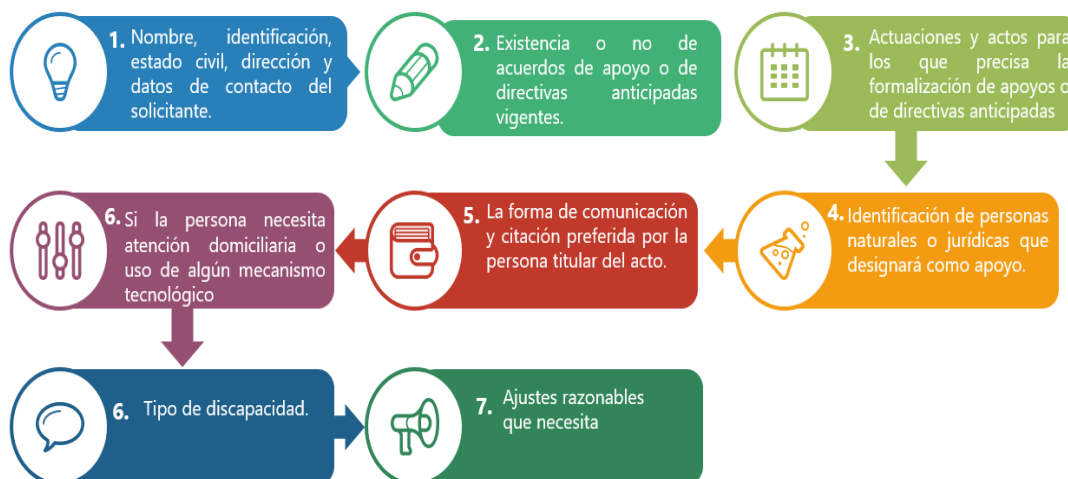 1. Nombre, identificación,
estado civil, dirección y
datos de contacto del
solicitante.
2. Existencia o no de
acuerdos de apoyo o de
directivas anticipadas
vigentes.
3. Actuaciones y actos para
los que precisa la
formalización de apoyos o
de directivas anticipadas
4. Identificación de personas
naturales o jurídicas que
designará como apoyo.
5. La forma de comunicación
y citación preferida por la
persona titular del acto.
6. Si la persona necesita
atención domiciliaria o
uso de algún mecanismo
tecnológico
6. Tipo de discapacidad.
7. Ajustes razonables
que necesita